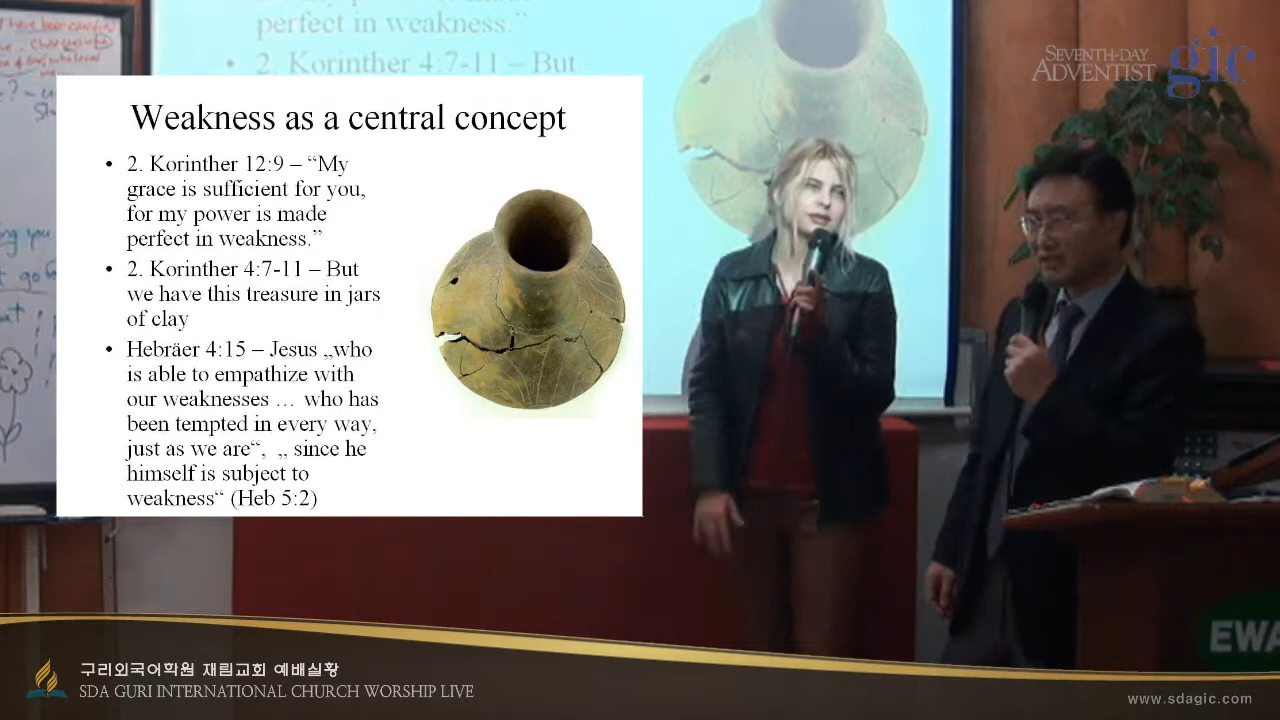 perfect in weakness.”
• 2. Korinther 4:7-11 – But
SEVENTH-DAY
ADVENTIST gic
Weakness as a central concept
• 2. Korinther 12:9 – “My
grace is sufficient for you,
for my power is made
perfect in weakness.”
• 2. Korinther 4:7-11 – But
we have this treasure in jars
of clay
• Hebräer 4:15 – Jesus „who
is able to empathize with
our weaknesses … who has
been tempted in every way,
just as we are“, „ since he
himself is subject to
weakness“ (Heb 5:2)
EWA
구리외국어학원 재림교회 예배실황
SDA GURI INTERNATIONAL CHURCH WORSHIP LIVE
www.sdagic.com